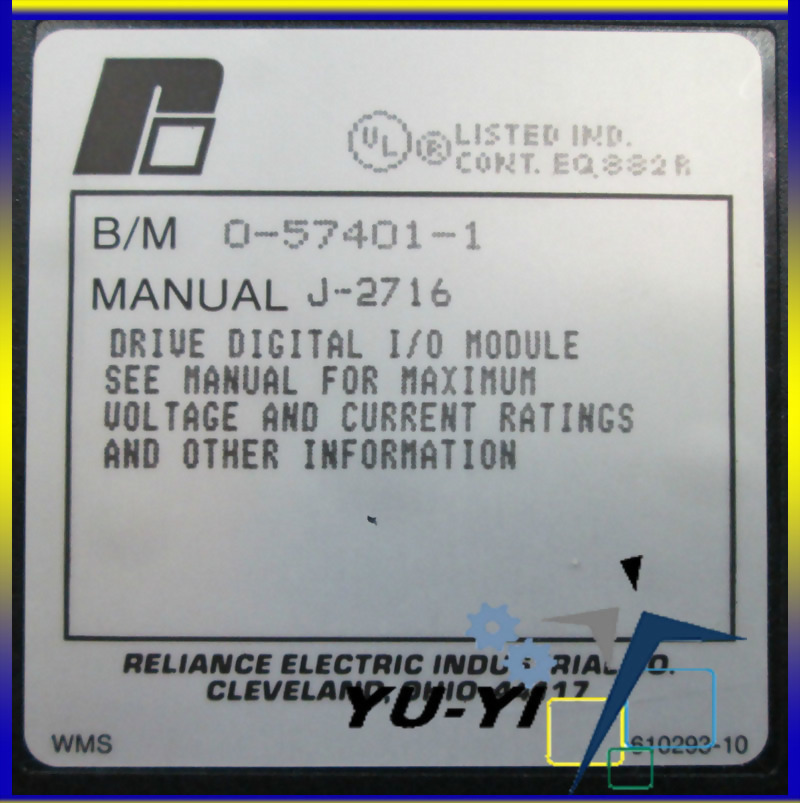 UL ® LISTED IND.
CONT. EQ 882R
B/M 0-57401-1
MANUAL J-2716
DRIVE DIGITAL I/O MODULE
SEE MANUAL FOR MAXIMUM
VOLTAGE AND CURRENT RATINGS
AND OTHER INFORMATION
RELIANCE ELECTRIC INDUSTRIAL CO.
CLEVELAND, OHIO 44117
YU-YI
WMS 610293-10